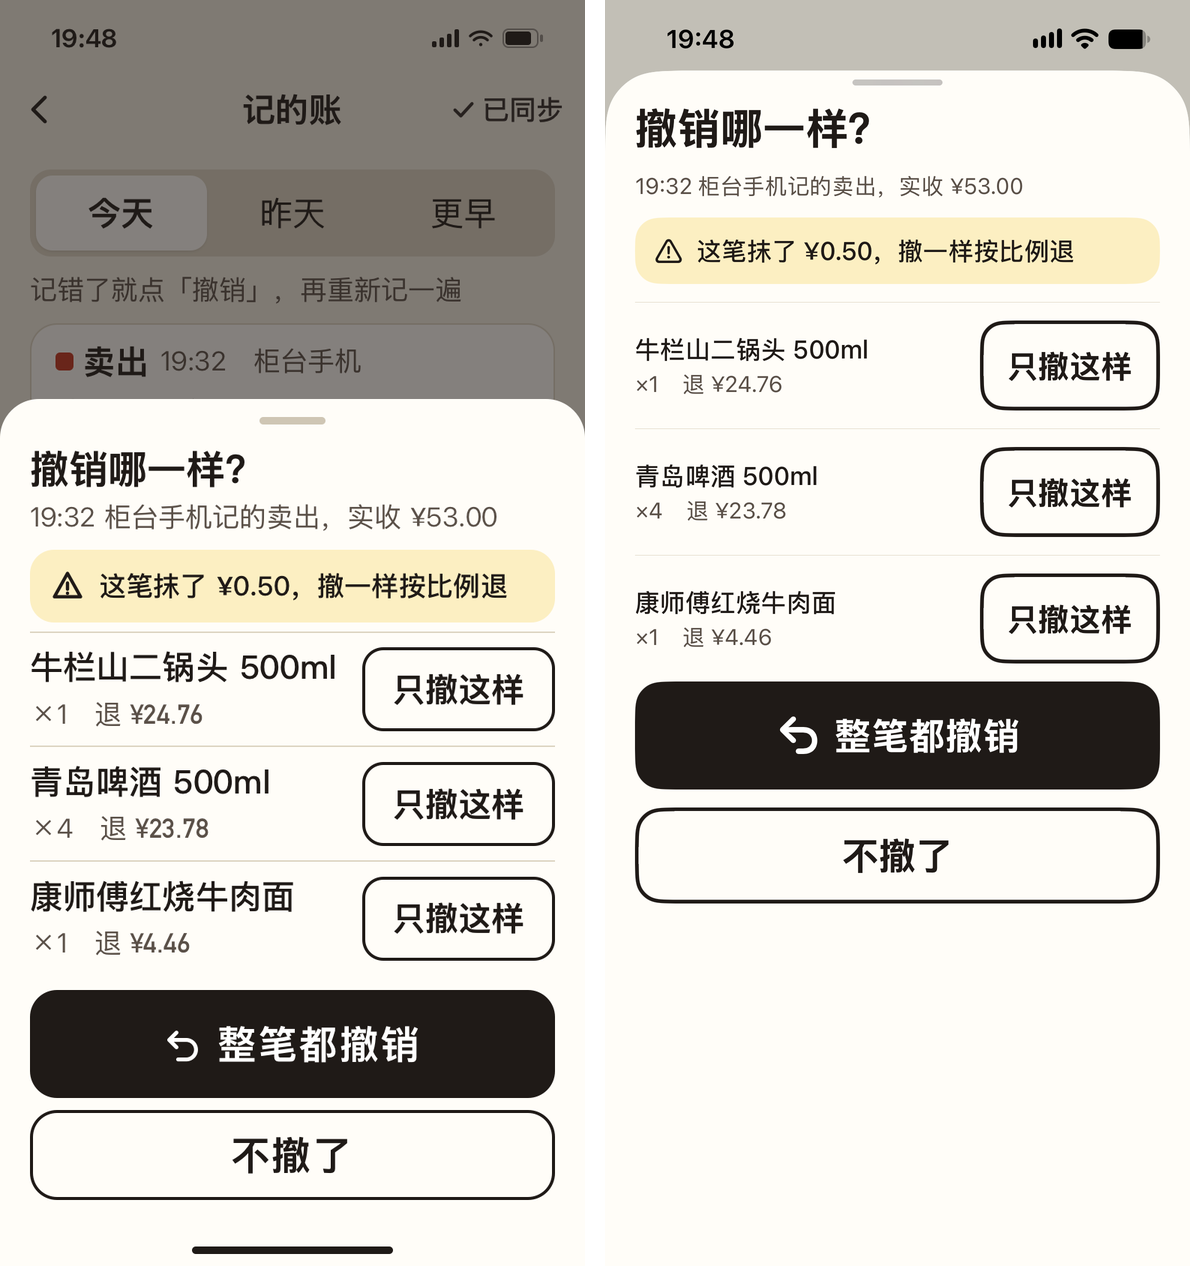 19:48
记的账
已同步
今天
昨天
更早
记错了就点「撤销」，再重新记一遍
卖出 19:32 柜台手机
撤销哪一样?
19:32 柜台手机记的卖出，实收 ¥53.00
这笔抹了 ¥0.50，撤一样按比例退
牛栏山二锅头 500ml
×1 退 ¥24.76
只撤这样
青岛啤酒 500ml
×4 退 ¥23.78
只撤这样
康师傅红烧牛肉面
×1 退 ¥4.46
只撤这样
整笔都撤销
不撤了
19:48
撤销哪一样?
19:32 柜台手机记的卖出，实收 ¥53.00
这笔抹了 ¥0.50，撤一样按比例退
牛栏山二锅头 500ml
×1 退 ¥24.76
只撤这样
青岛啤酒 500ml
×4 退 ¥23.78
只撤这样
康师傅红烧牛肉面
×1 退 ¥4.46
只撤这样
整笔都撤销
不撤了